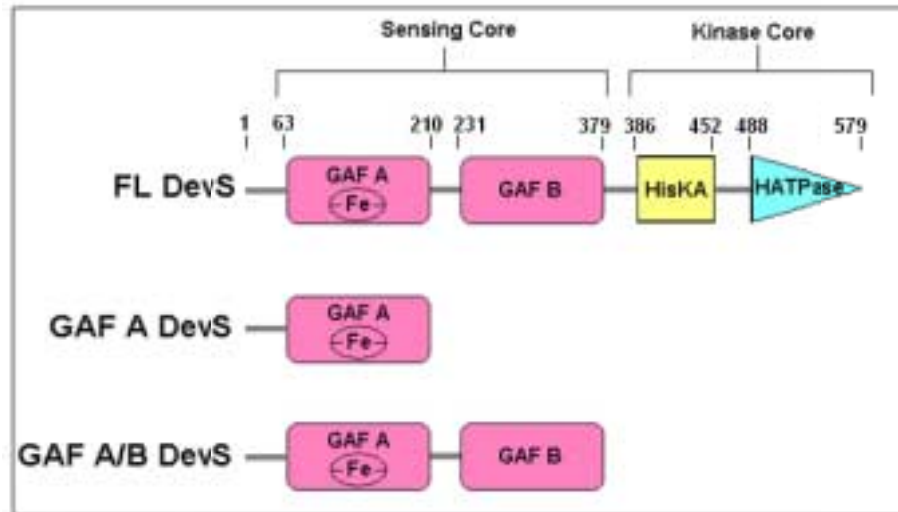 Sensing Core Kinase Core
1 63 210 231 379 386 452 488 579
FL DevS GAF A Fe GAF B HisKA HATPase
GAF A DevS GAF A Fe
GAF A/B DevS GAF A Fe GAF B